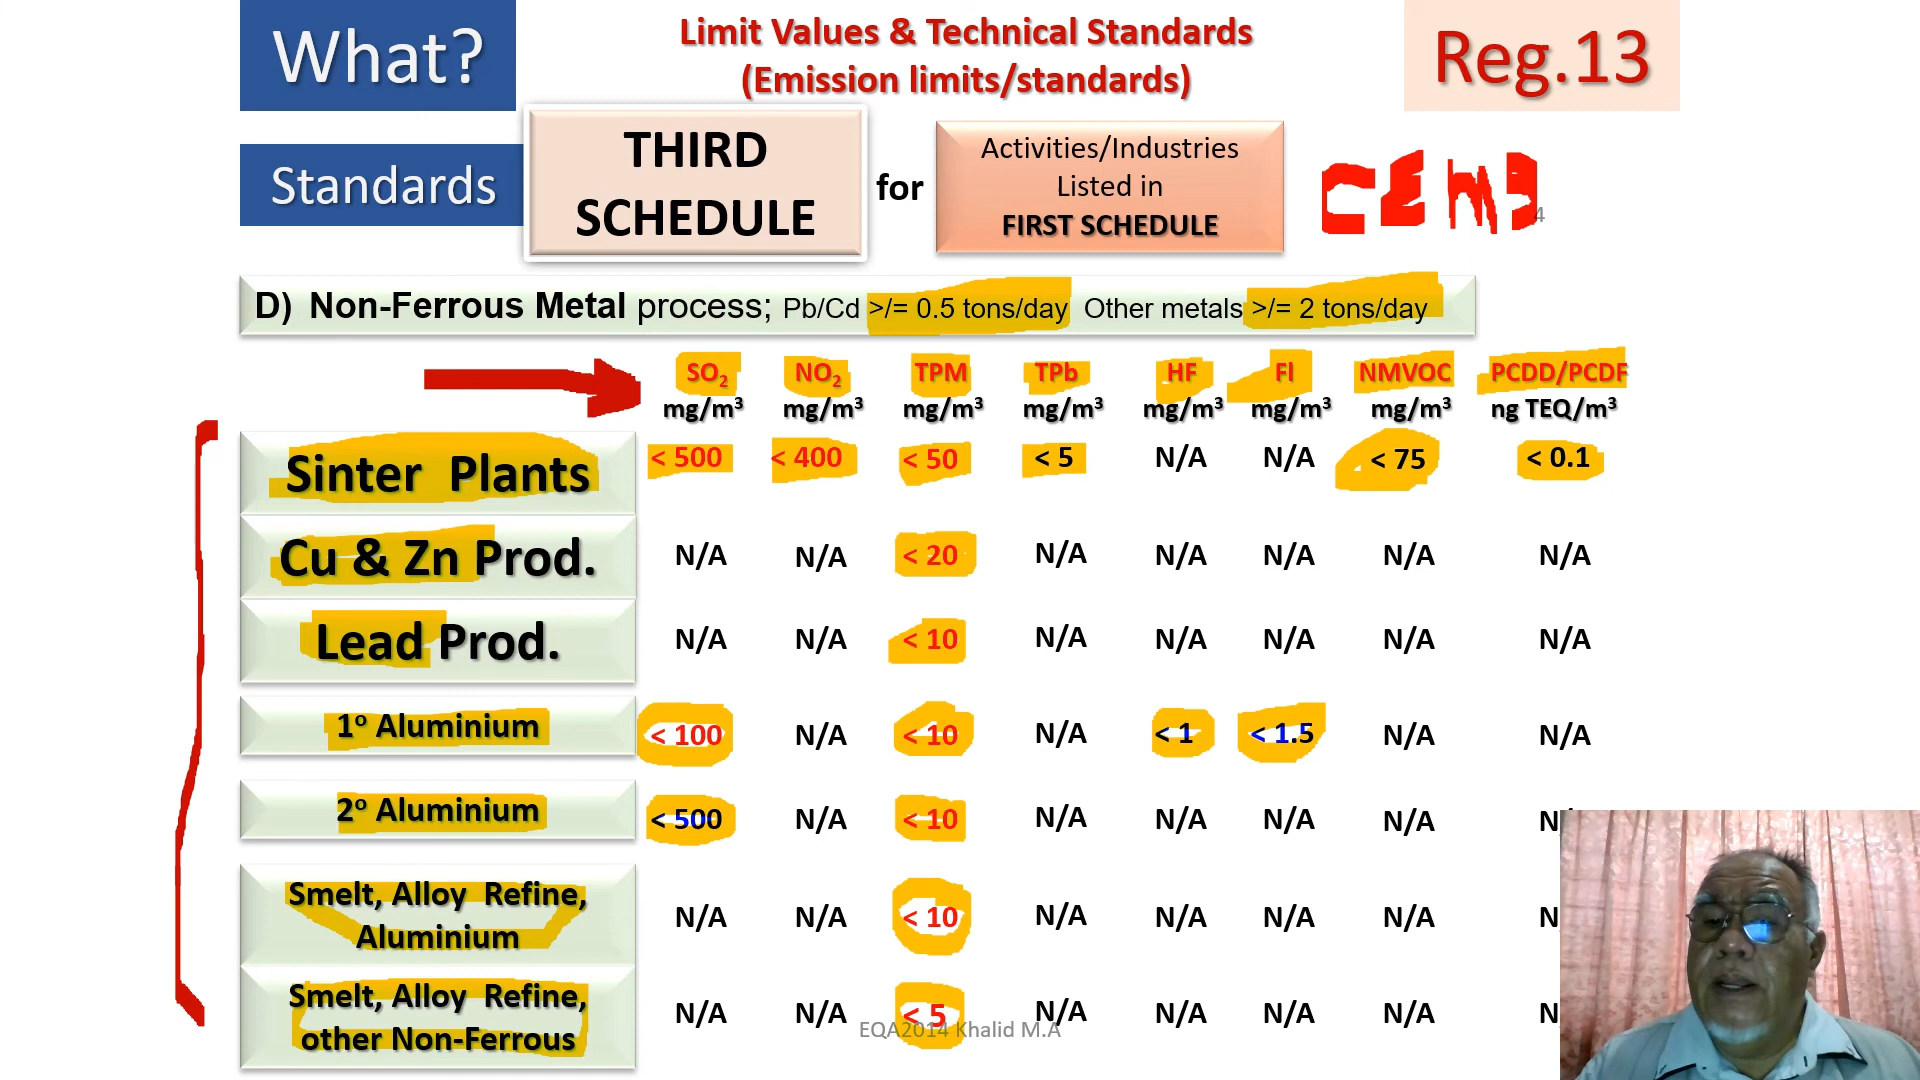 What?
Limit Values & Technical Standards
(Emission limits/standards)
Reg.13
Standards
THIRD
SCHEDULE
for
Activities/Industries
Listed in
FIRST SCHEDULE
CEMS
4
D) Non-Ferrous Metal process; Pb/Cd >/= 0.5 tons/day Other metals >/= 2 tons/day
SO₂ NO₂ TPM TPb HF Fl NMVOC PCDD/PCDF
mg/m³ mg/m³ mg/m³ mg/m³ mg/m³ mg/m³ mg/m³ ng TEQ/m³
Sinter Plants < 500 < 400 < 50 < 5 N/A N/A < 75 < 0.1
Cu & Zn Prod. N/A N/A < 20 N/A N/A N/A N/A N/A
Lead Prod. N/A N/A < 10 N/A N/A N/A N/A N/A
1º Aluminium < 100 N/A < 10 N/A < 1 < 1.5 N/A N/A
2º Aluminium < 500 N/A < 10 N/A N/A N/A N/A N
Smelt, Alloy Refine,
Aluminium
N/A N/A < 10 N/A N/A N/A N/A N
Smelt, Alloy Refine,
other Non-Ferrous
N/A N/A < 5 N/A N/A N/A N/A N
EQA2014 Khalid M.A